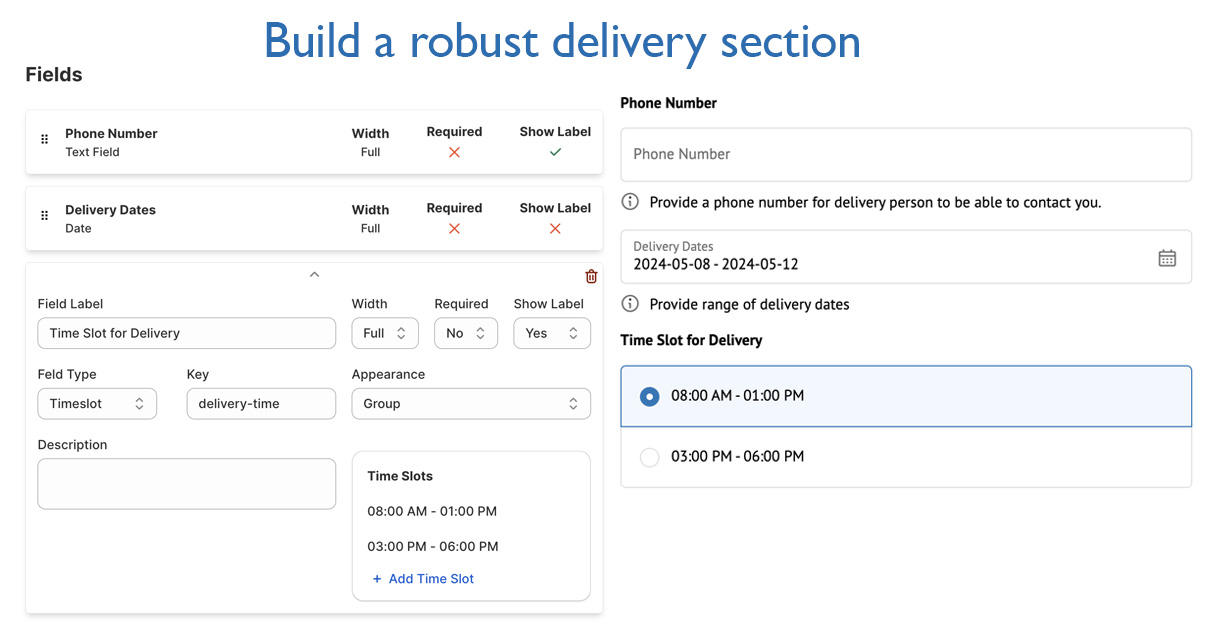 Build a robust delivery section
Fields
Phone Number
Text Field
Width
Full
Required
Show Label
Delivery Dates
Date
Width
Full
Required
Show Label
Field Label
Time Slot for Delivery
Width
Full
Required
No
Show Label
Yes
Feld Type
Timeslot
Key
delivery-time
Appearance
Group
Description
Time Slots
08:00 AM - 01:00 PM
03:00 PM - 06:00 PM
+ Add Time Slot
Phone Number
Phone Number
Provide a phone number for delivery person to be able to contact you.
Delivery Dates
2024-05-08 - 2024-05-12
Provide range of delivery dates
Time Slot for Delivery
08:00 AM - 01:00 PM
03:00 PM - 06:00 PM